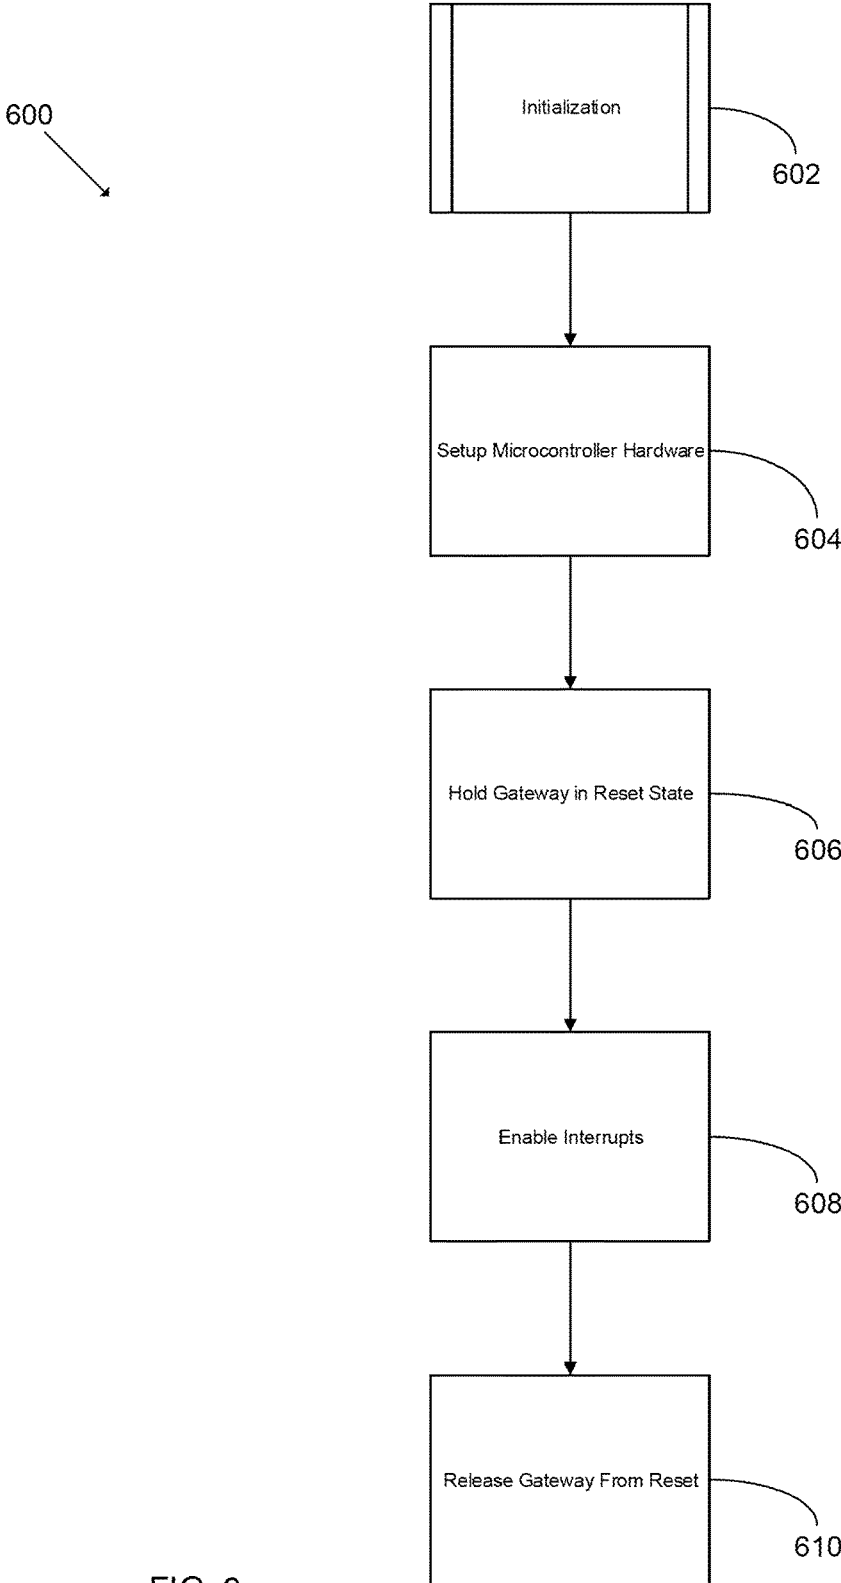 600
Initialization
602
Setup Microcontroller Hardware
604
Hold Gateway in Reset State
606
Enable Interrupts
608
Release Gateway From Reset
610
FIG.